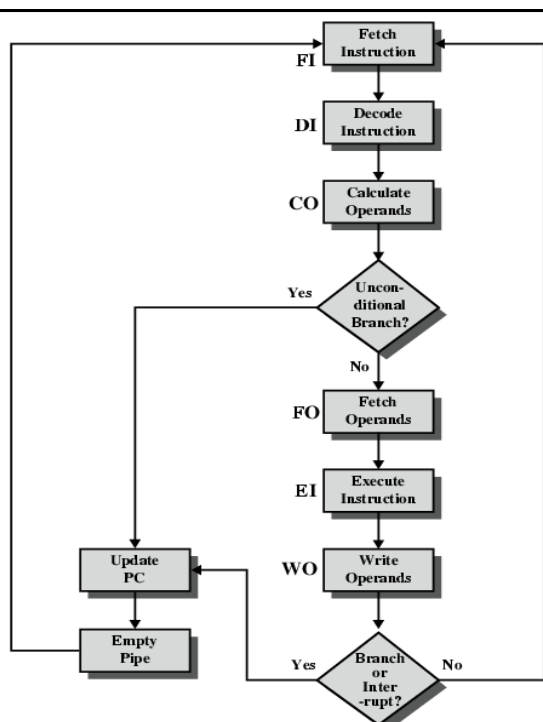 Fetch
Instruction
FI
Decode
Instruction
DI
Calculate
Operands
CO
Uncon-
ditional
Branch?
Yes
No
Fetch
Operands
FO
Execute
Instruction
EI
Write
Operands
WO
Update
PC
Empty
Pipe
Branch
or
Inter
-rupt?
Yes
No